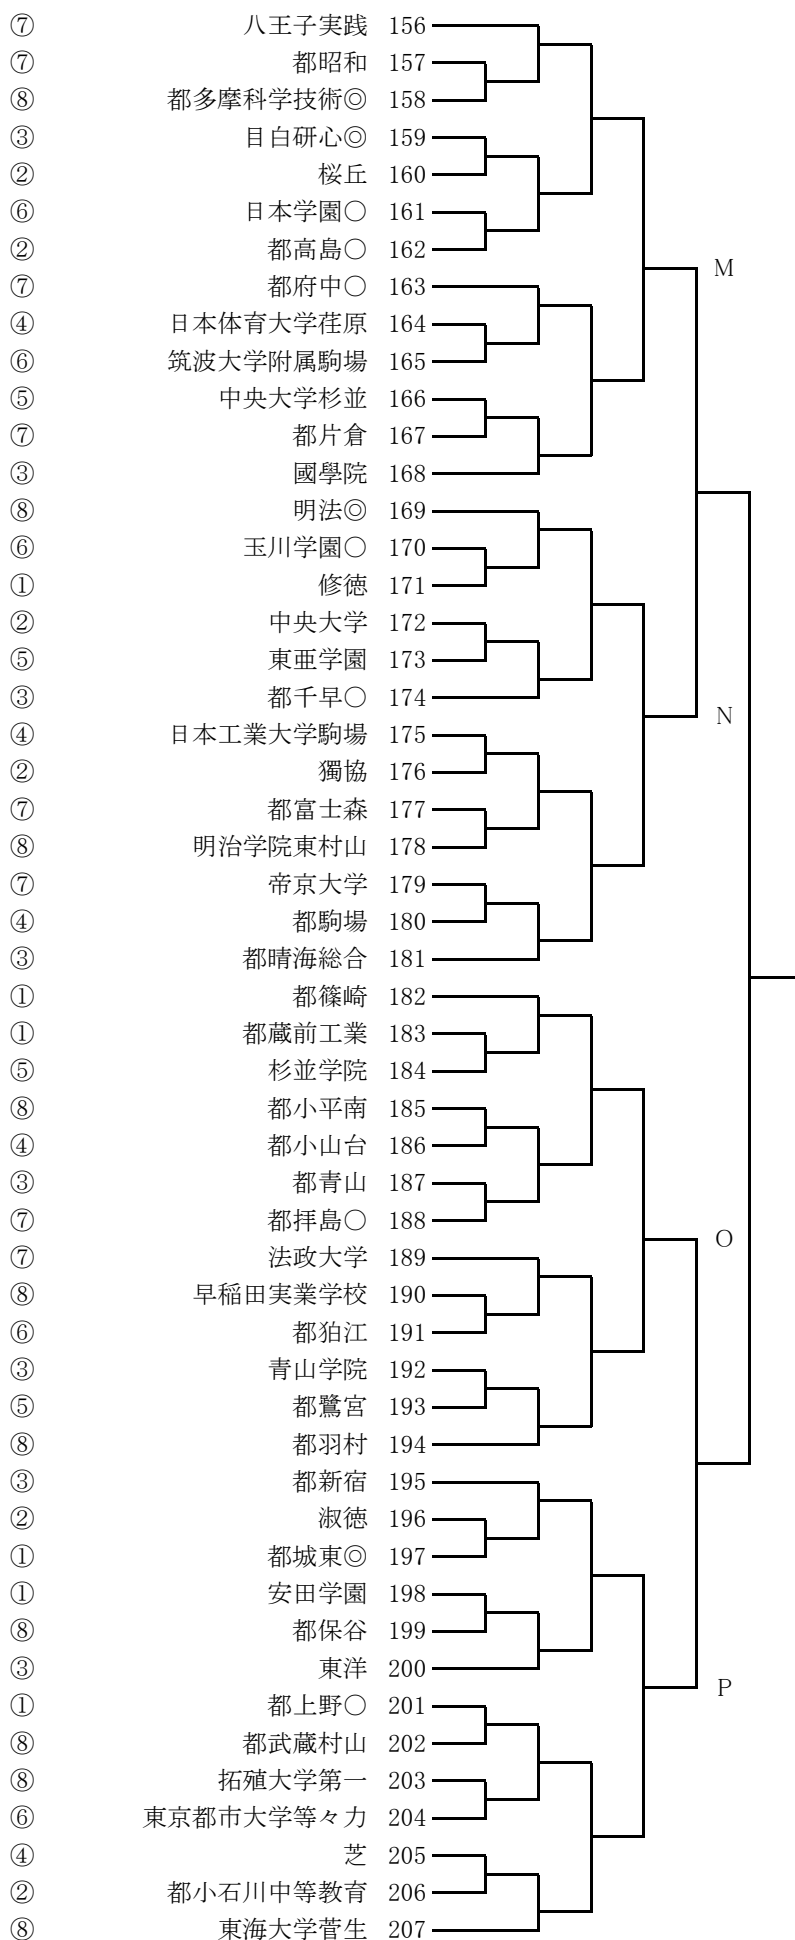 ⑦ 八王子実践 156
⑦ 都昭和 157
⑧ 都多摩科学技術◎ 158
③ 目白研心◎ 159
② 桜丘 160
⑥ 日本学園○ 161
② 都高島○ 162
M
⑦ 都府中○ 163
④ 日本体育大学荏原 164
⑥ 筑波大学附属駒場 165
⑤ 中央大学杉並 166
⑦ 都片倉 167
③ 國學院 168
⑧ 明法◎ 169
⑥ 玉川学園○ 170
① 修徳 171
② 中央大学 172
⑤ 東亜学園 173
③ 都千早○ 174
N
④ 日本工業大学駒場 175
② 獨協 176
⑦ 都富士森 177
⑧ 明治学院東村山 178
⑦ 帝京大学 179
④ 都駒場 180
③ 都晴海総合 181
① 都篠崎 182
① 都蔵前工業 183
⑤ 杉並学院 184
⑧ 都小平南 185
④ 都小山台 186
③ 都青山 187
⑦ 都拝島○ 188
O
⑦ 法政大学 189
⑧ 早稲田実業学校 190
⑥ 都狛江 191
③ 青山学院 192
⑤ 都鷺宮 193
⑧ 都羽村 194
③ 都新宿 195
② 淑徳 196
① 都城東◎ 197
① 安田学園 198
⑧ 都保谷 199
③ 東洋 200
P
① 都上野○ 201
⑧ 都武蔵村山 202
⑧ 拓殖大学第一 203
⑥ 東京都市大学等々力 204
④ 芝 205
② 都小石川中等教育 206
⑧ 東海大学菅生 207